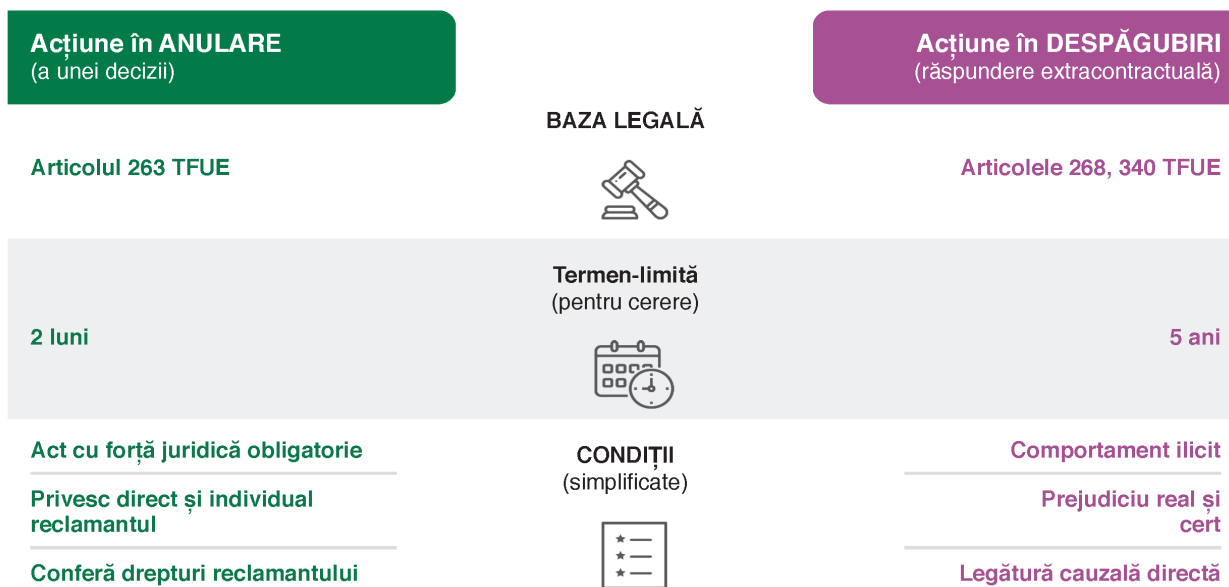 Acțiune în ANULARE
(a unei decizii)
Acțiune în DESPĂGUBIRI
(răspundere extracontractuală)
BAZA LEGALĂ
Articolul 263 TFUE
Articolele 268, 340 TFUE
Termen-limită
(pentru cerere)
2 luni
5 ani
CONDIȚII
(simplificate)
Act cu forță juridică obligatorie
Privesc direct și individual
reclamantul
Conferă drepturi reclamantului
Comportament ilicit
Prejudiciu real și
cert
Legătură cauzală directă